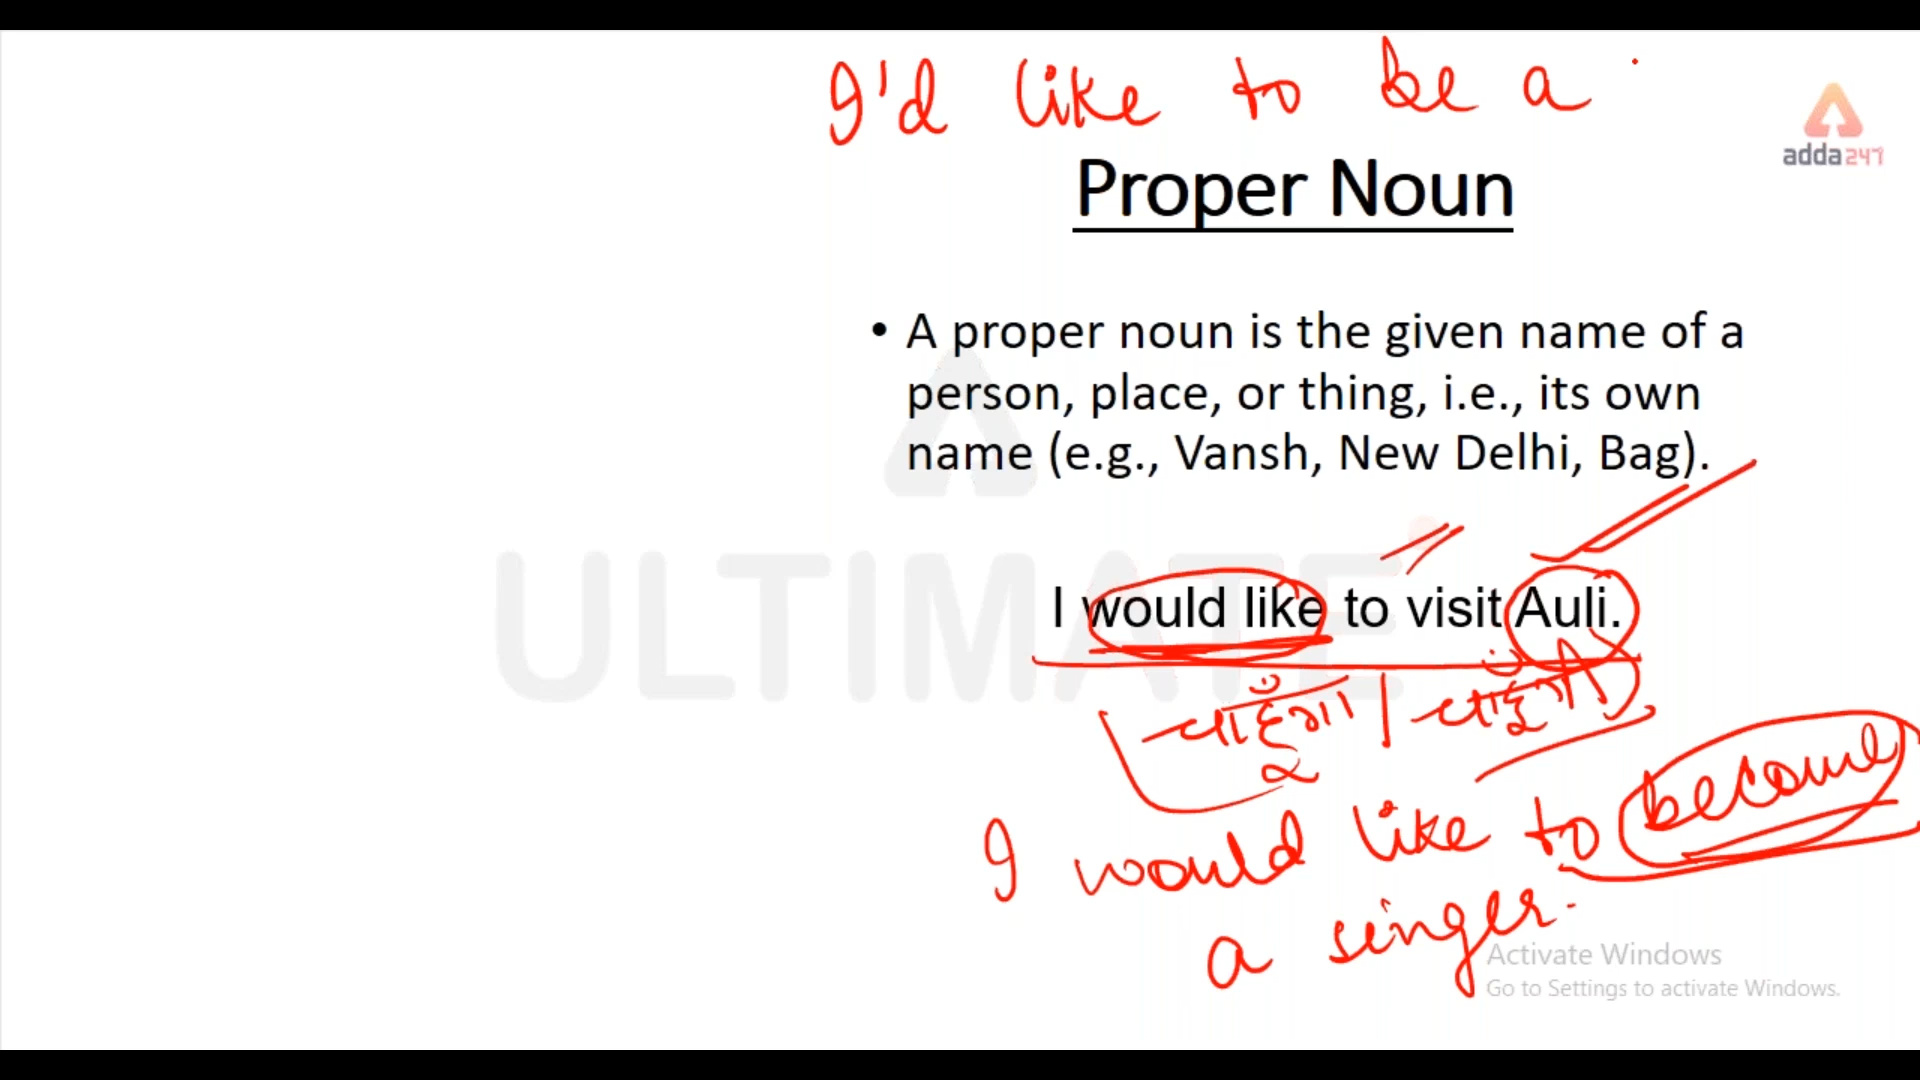 I'd like to be a
adda247
Proper Noun
• A proper noun is the given name of a
person, place, or thing, i.e., its own
name (e.g., Vansh, New Delhi, Bag).
ULTIMATE
I would like to visit Auli.
चाहूँगा | चाहूँगी
I would like to become
a singer.
Activate Windows
Go to Settings to activate Windows.